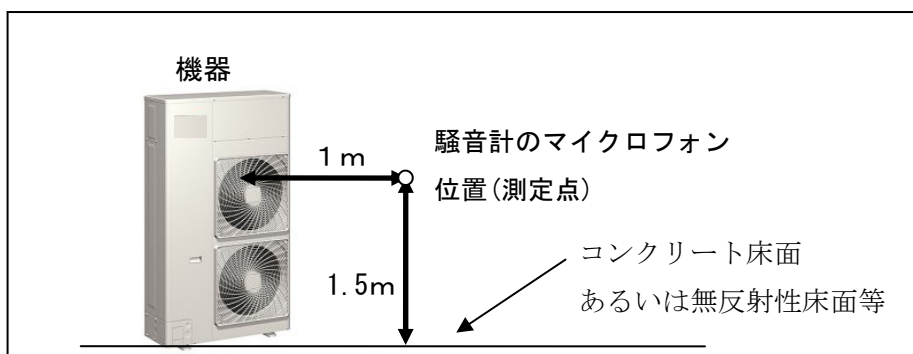 機器
１ｍ
騒音計のマイクロフォン
位置(測定点)
1.5ｍ
コンクリート床面
あるいは無反射性床面等